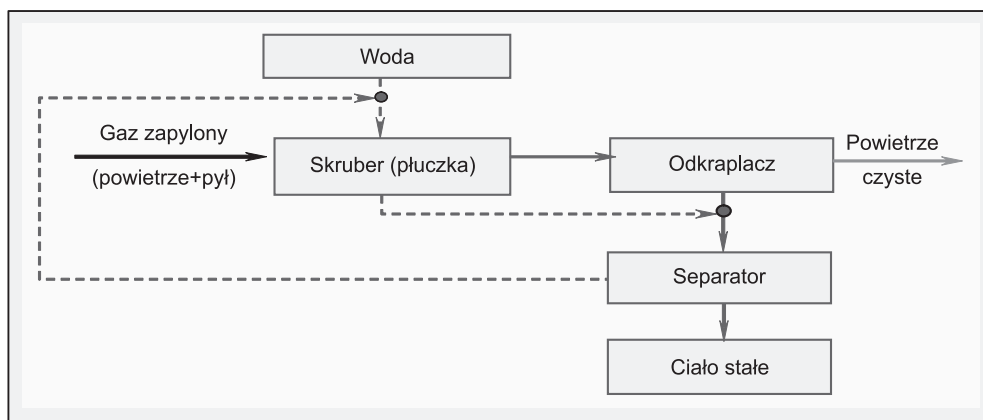 Woda
Gaz zapylony
(powietrze+pył)
Skruber (płuczka)
Odkraplacz
Powietrze
czyste
Separator
Ciało stałe